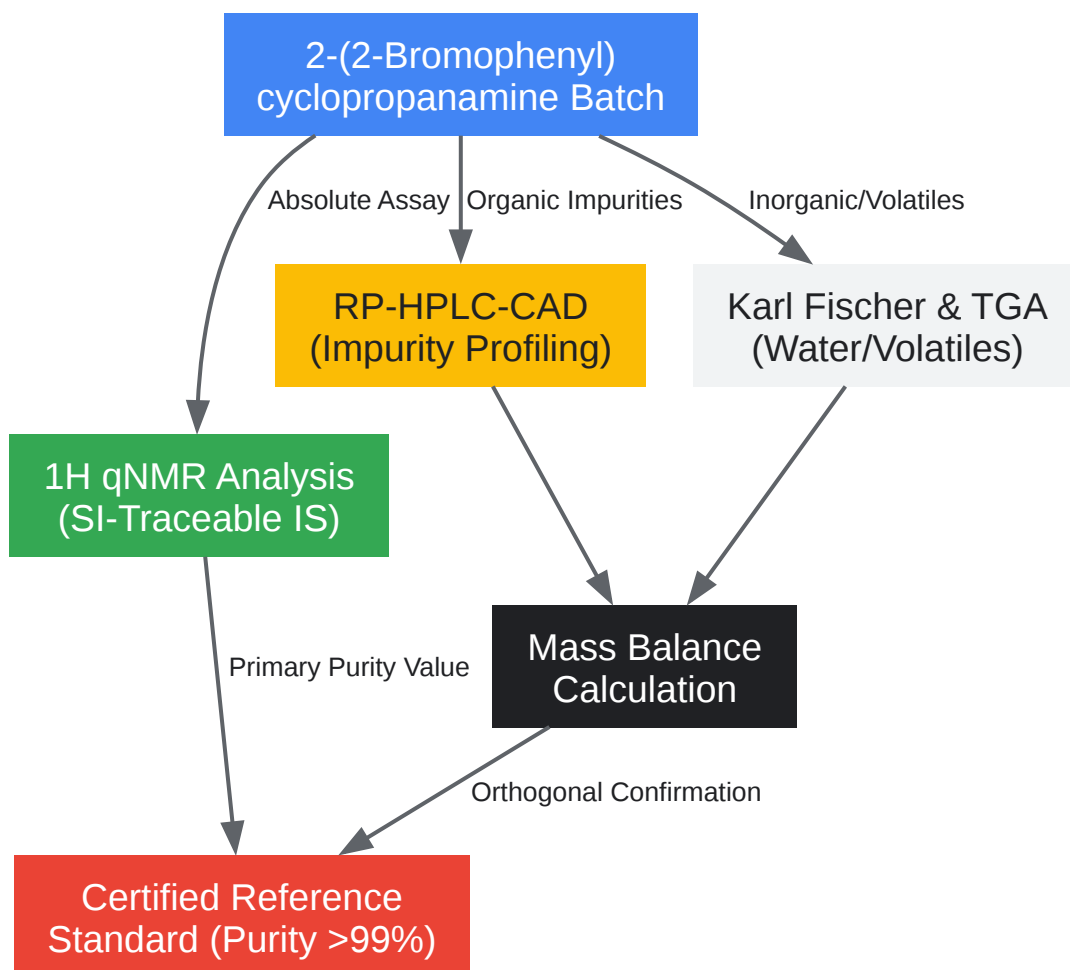 2-(2-Bromophenyl)
cyclopropanamine Batch
Absolute Assay
Organic Impurities
Inorganic/Volatiles
RP-HPLC-CAD
(Impurity Profiling)
Karl Fischer & TGA
(Water/Volatiles)
1H qNMR Analysis
(SI-Traceable IS)
Mass Balance
Calculation
Primary Purity Value
Orthogonal Confirmation
Certified Reference
Standard (Purity >99%)